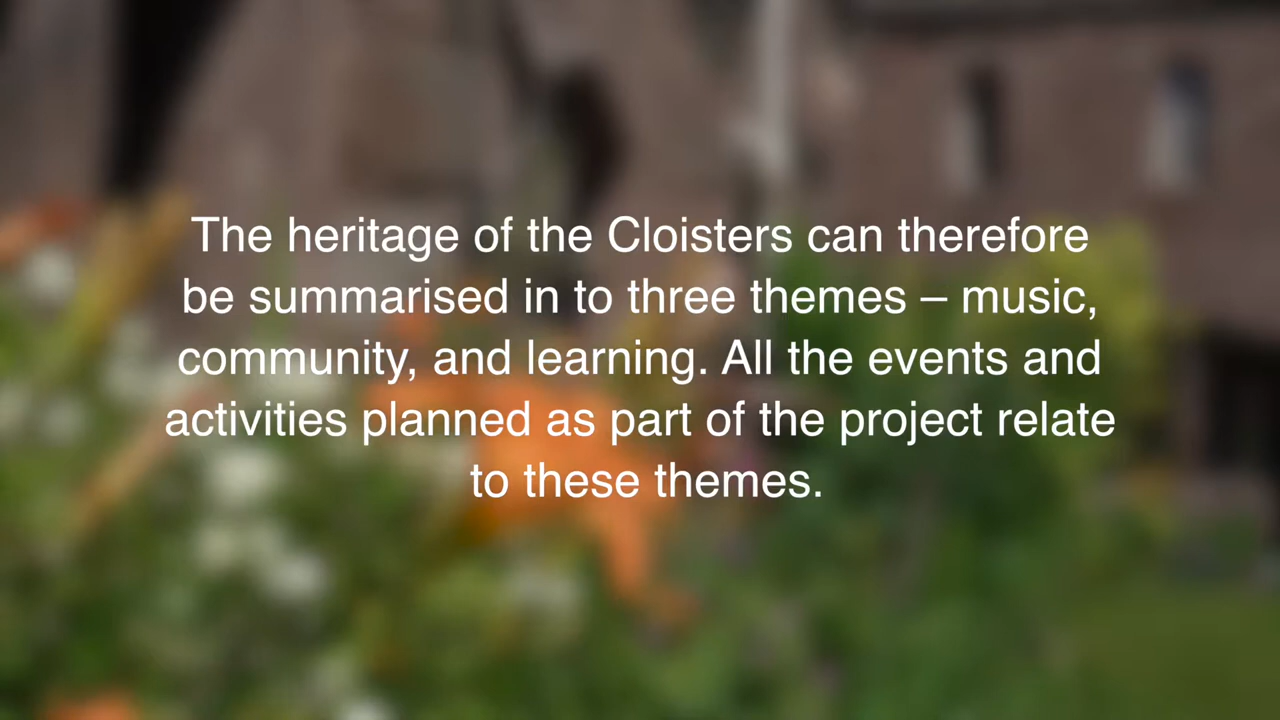 The heritage of the Cloisters can therefore
be summarised in to three themes – music,
community, and learning. All the events and
activities planned as part of the project relate
to these themes.